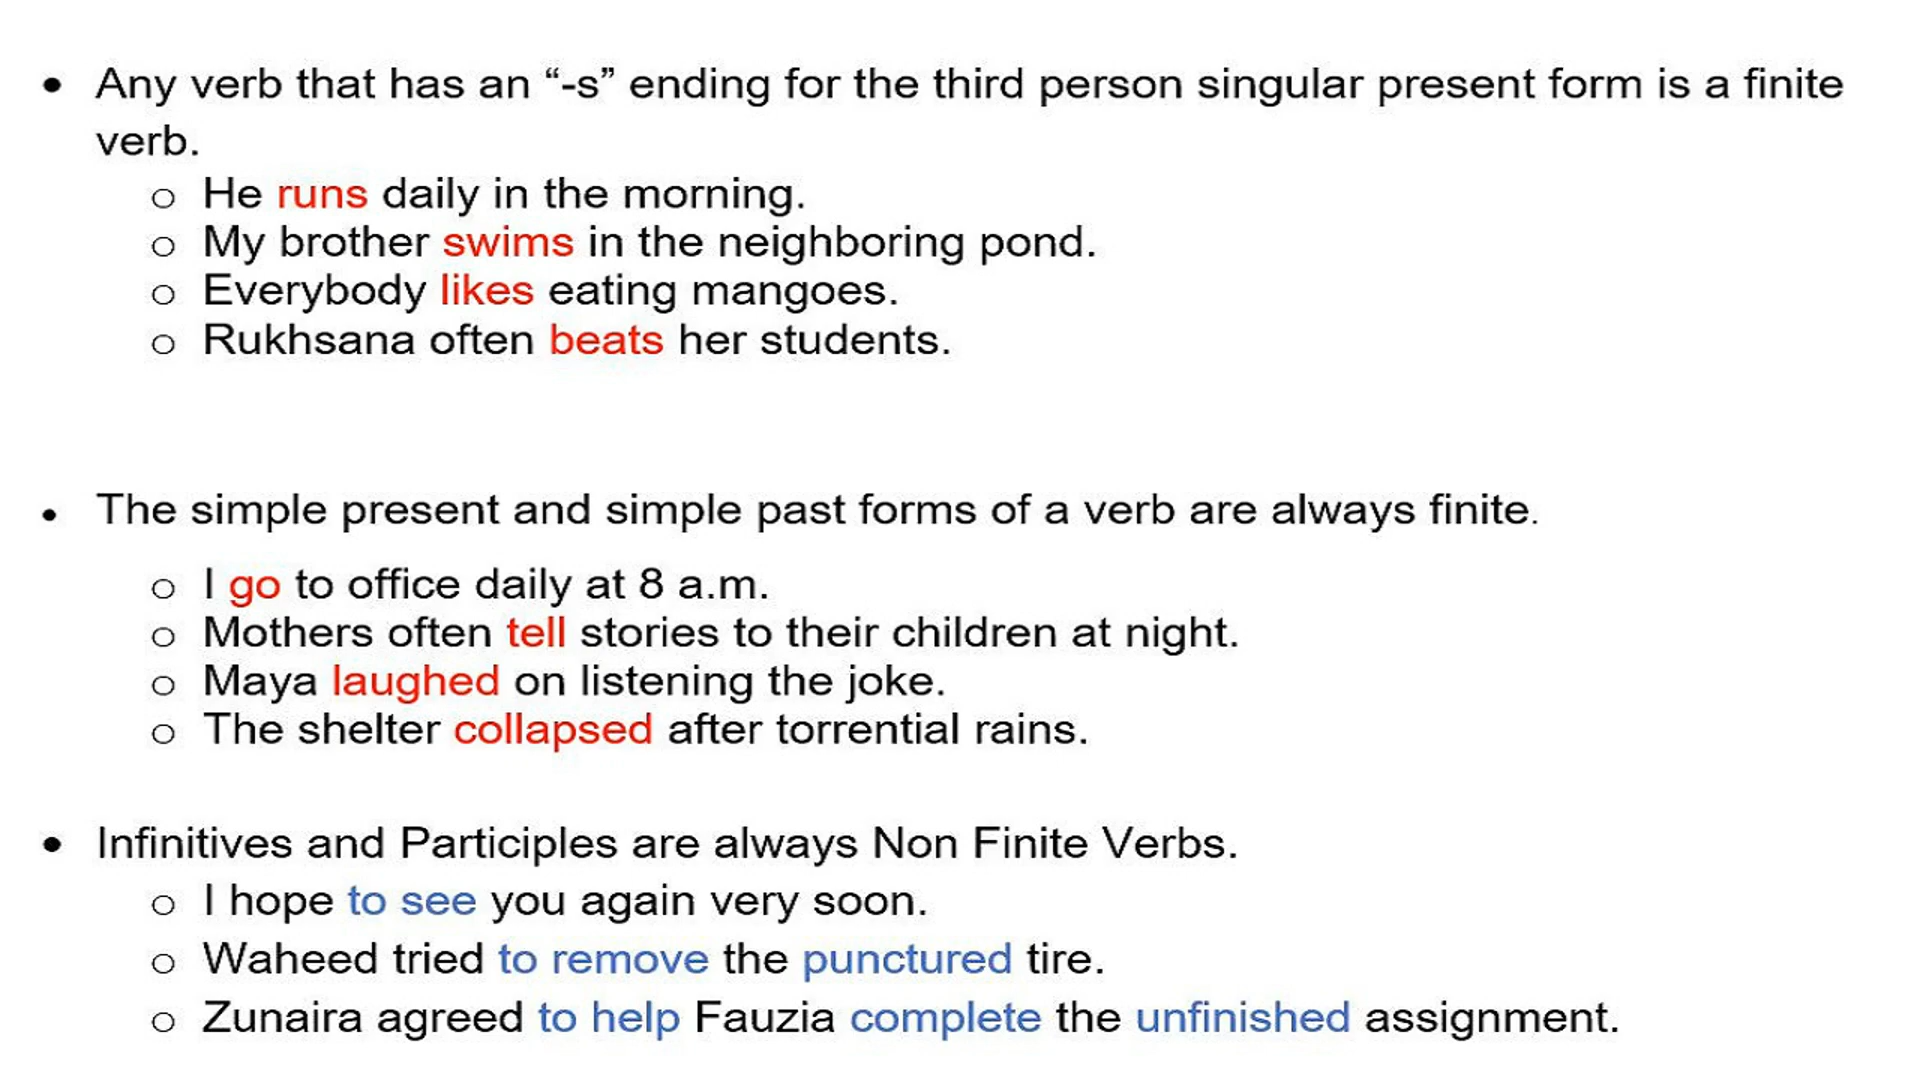 • Any verb that has an “-s” ending for the third person singular present form is a finite
verb.
o He runs daily in the morning.
o My brother swims in the neighboring pond.
o Everybody likes eating mangoes.
o Rukhsana often beats her students.
• The simple present and simple past forms of a verb are always finite.
o I go to office daily at 8 a.m.
o Mothers often tell stories to their children at night.
o Maya laughed on listening the joke.
o The shelter collapsed after torrential rains.
• Infinitives and Participles are always Non Finite Verbs.
o I hope to see you again very soon.
o Waheed tried to remove the punctured tire.
o Zunaira agreed to help Fauzia complete the unfinished assignment.